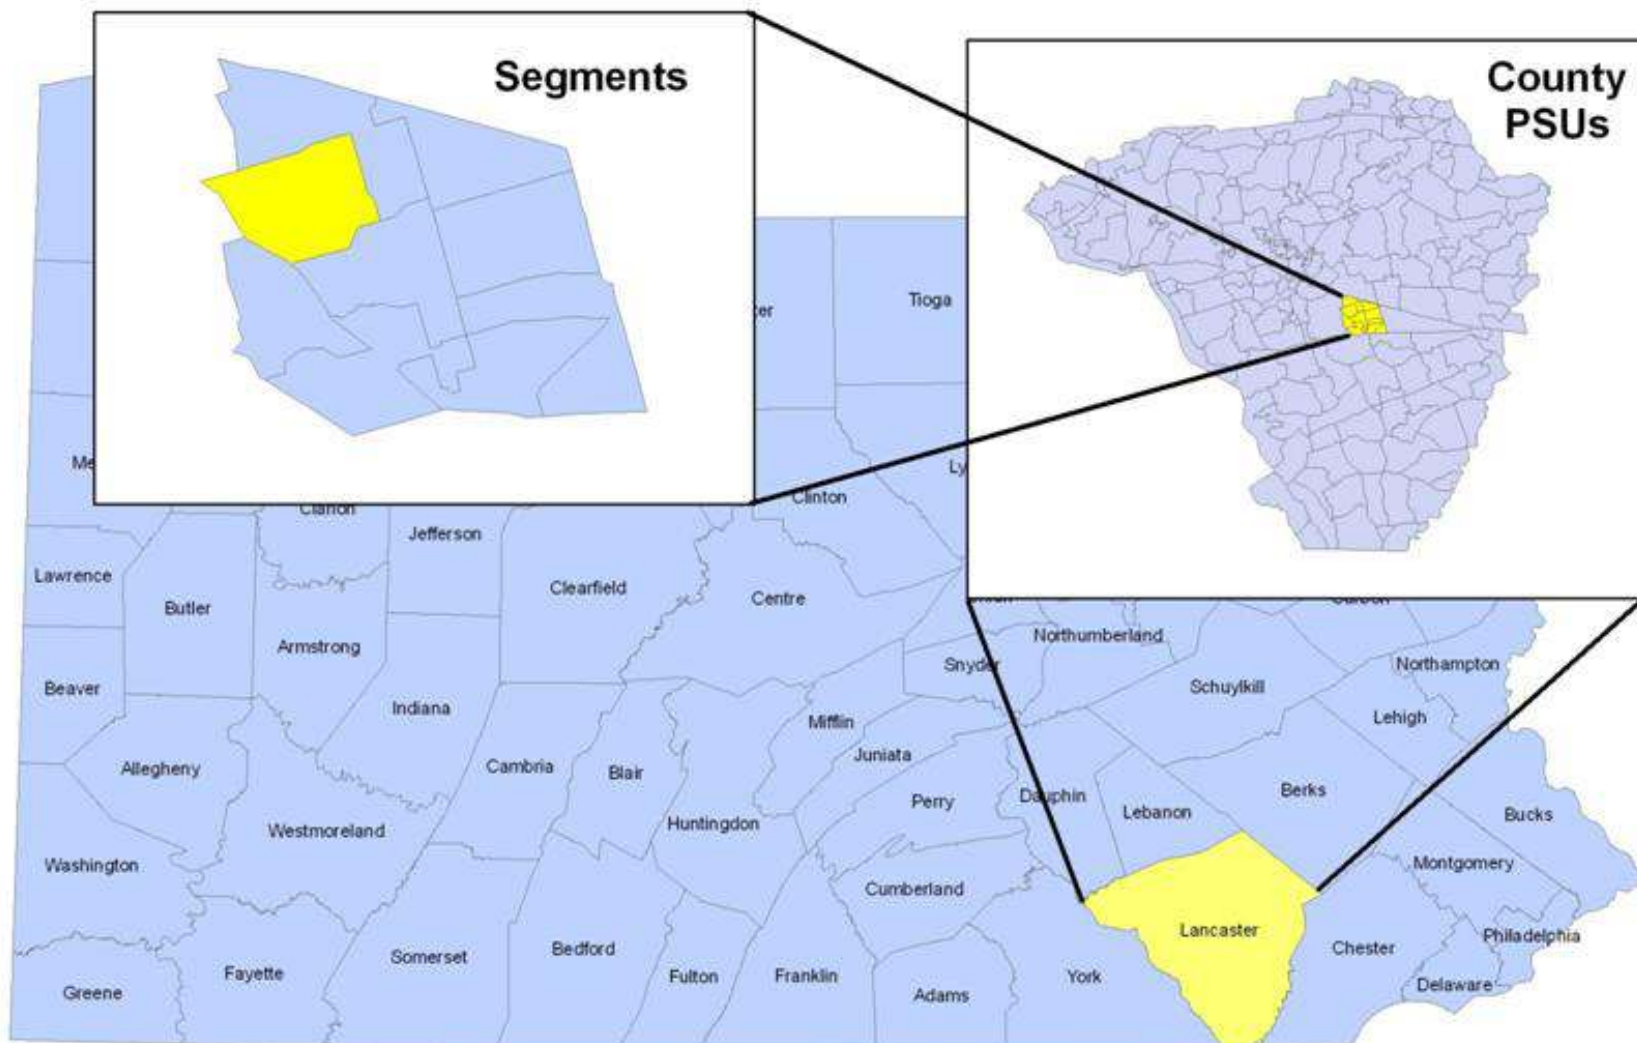 Segments
County
PSUs
Tioga
Clinton
Jefferson
Lawrence
Clearfield
Butler
Centre
Northumberland
Armstrong
Snyder
Northampton
Beaver
Schuylkill
Indiana
Lehigh
Mifflin
Juniata
Allegheny
Cambria
Blair
Berks
Dauphin
Perry
Lebanon
Bucks
Huntingdon
Westmoreland
Washington
Montgomery
Cumberland
Lancaster
Philadelphia
Bedford
Chester
Somerset
Fayette
Fulton
Franklin
York
Delaware
Greene
Adams